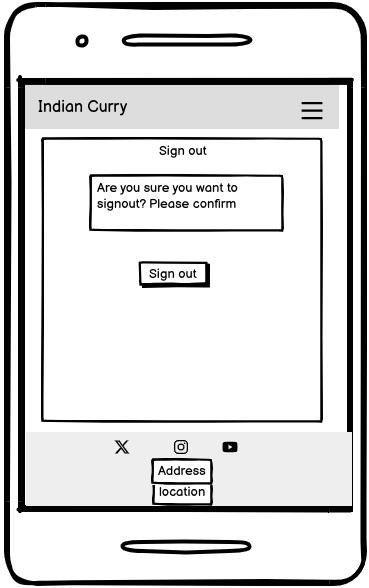 Indian Curry
Sign out
Are you sure you want to
signout? Please confirm
Sign out
Address
location